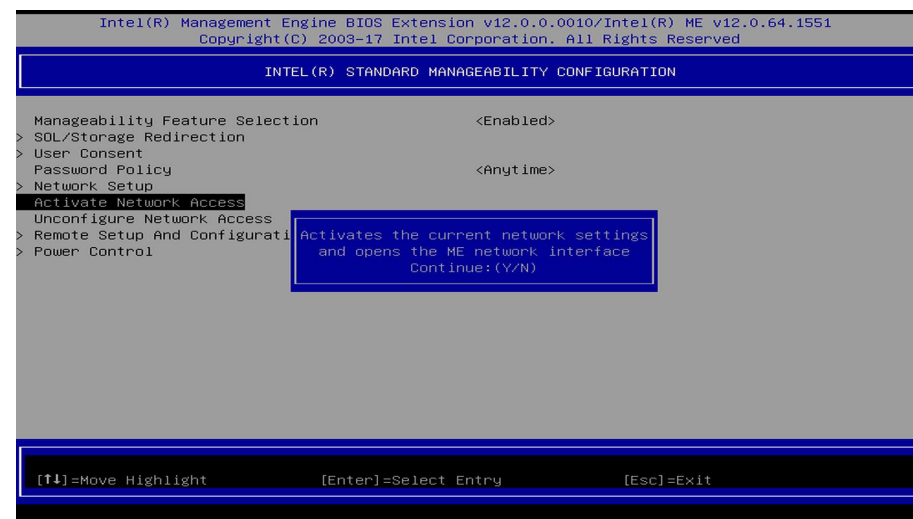 Intel(R) Management Engine BIOS Extension v12.0.0.0010/Intel(R) ME v12.0.64.1551
Copyright(C) 2003-17 Intel Corporation. All Rights Reserved
INTEL(R) STANDARD MANAGEABILITY CONFIGURATION
Manageability Feature Selection <Enabled>
> SOL/Storage Redirection
> User Consent
Password Policy <Anytime>
> Network Setup
Activate Network Access
Unconfigure Network Access
> Remote Setup And Configurati
> Power Control
Activates the current network settings
and opens the ME network interface
Continue:(Y/N)
[↑↓]=Move Highlight [Enter]=Select Entry [Esc]=Exit